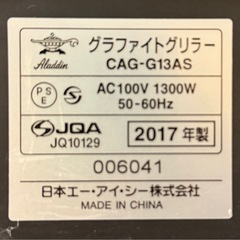 グラファイトグリラー
Aladdin
CAG-G13AS
PS
E
AC100V 1300W
50-60Hz
JQA
JQ10129
2017年製
006041
日本エー・アイ・シー株式会社
MADE IN CHINA